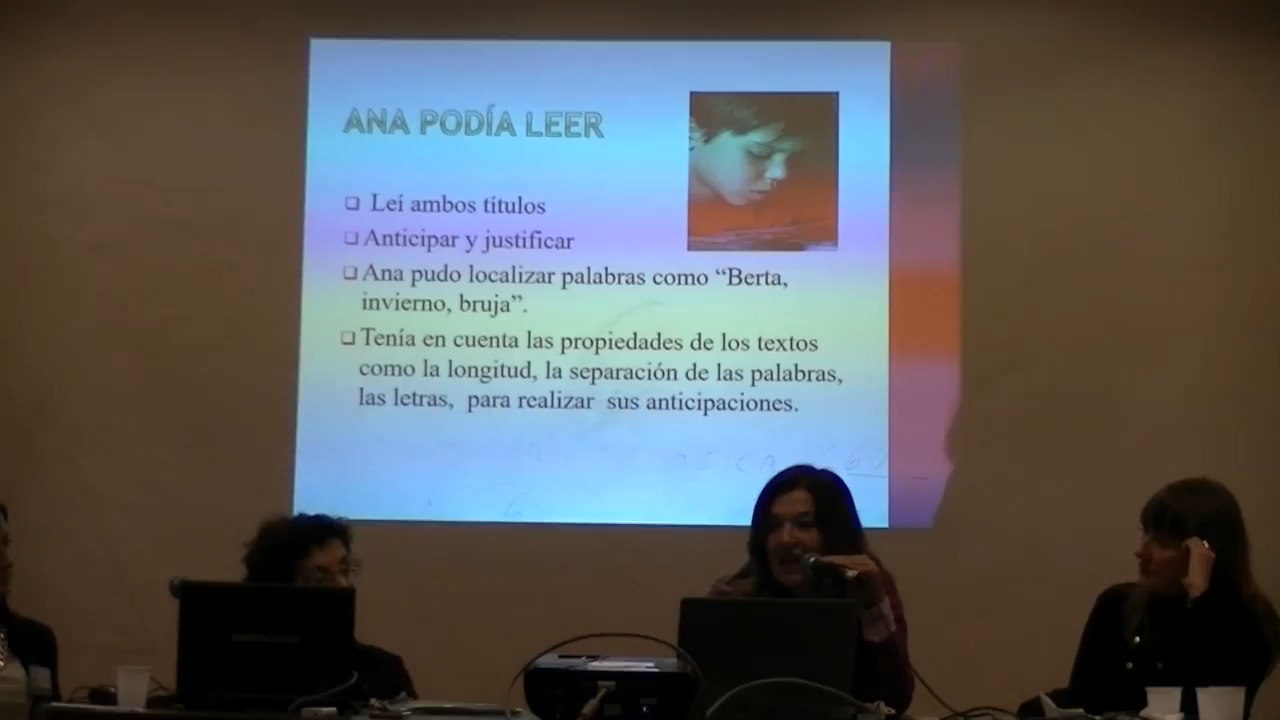 ANA PODÍA LEER
Leí ambos títulos
Anticipar y justificar
Ana pudo localizar palabras como “Berta,
invierno, bruja”.
Tenía en cuenta las propiedades de los textos
como la longitud, la separación de las palabras,
las letras, para realizar sus anticipaciones.